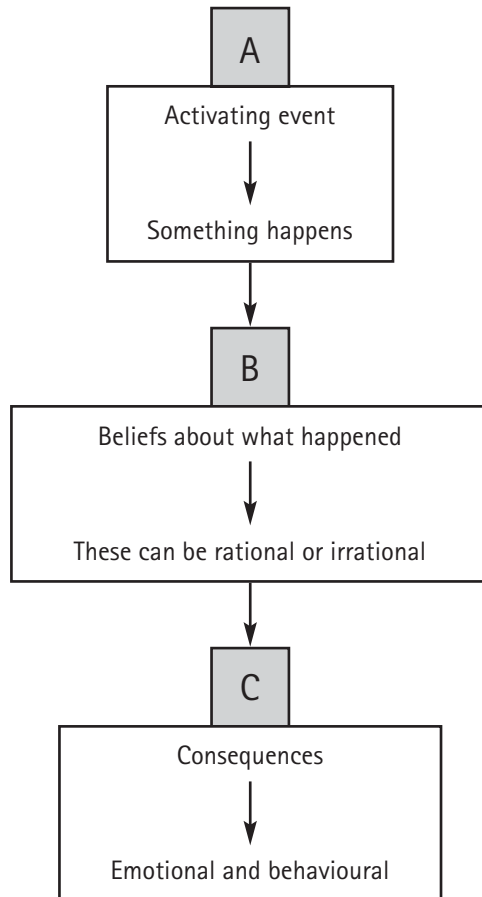 A
Activating event
Something happens
B
Beliefs about what happened
These can be rational or irrational
C
Consequences
Emotional and behavioural